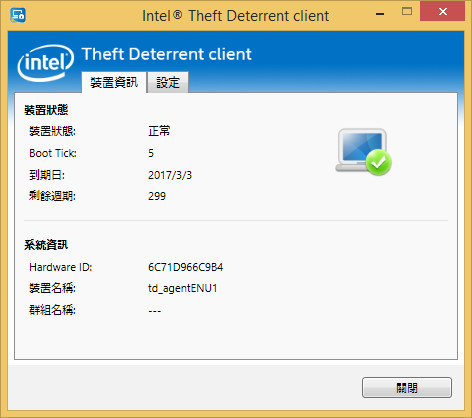 Intel® Theft Deterrent client
intel Theft Deterrent client
裝置資訊 設定
裝置狀態
裝置狀態: 正常
Boot Tick: 5
到期日: 2017/3/3
剩餘週期: 299
系統資訊
Hardware ID: 6C71D966C9B4
裝置名稱: td_agentENU1
群組名稱: ---
關閉